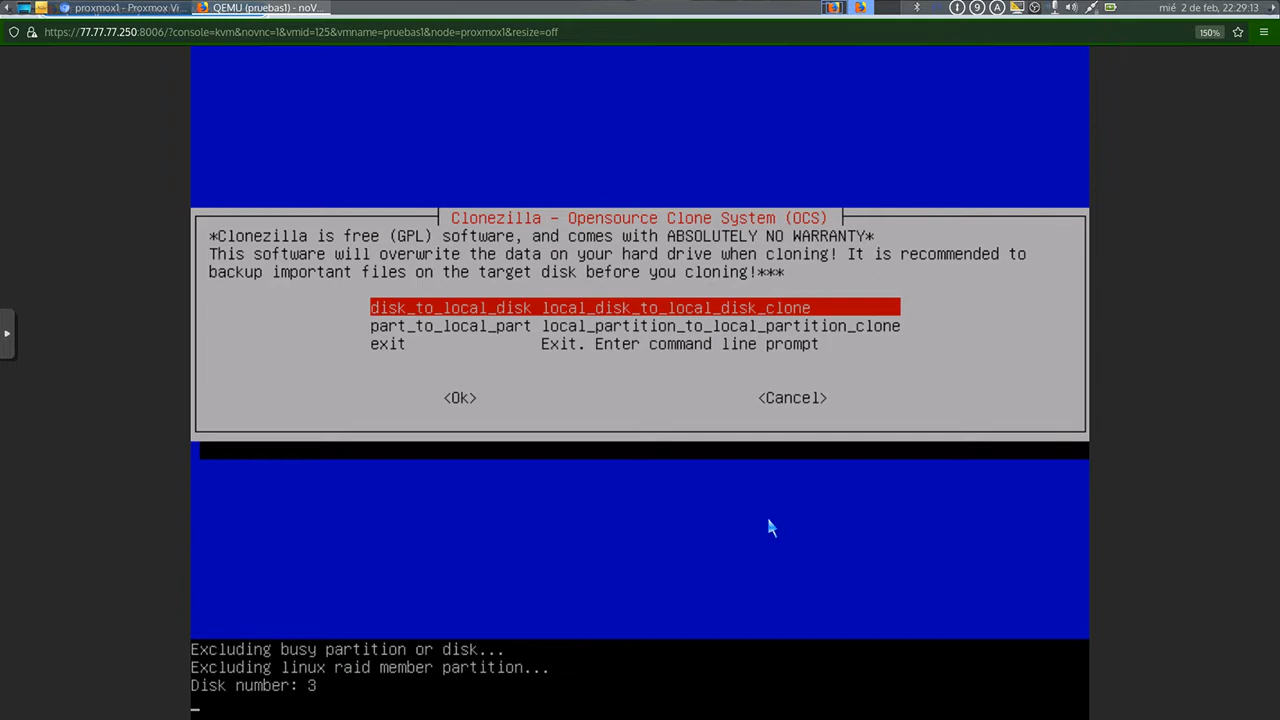 proxmox1 - Proxmox Vi...
QEMU (pruebas1) - noV...
mié 2 de feb, 22:29:13
https://77.77.77.250:8006/?console=kvm&novnc=1&vmid=125&vmname=pruebas1&node=proxmox1&resize=off
150%
Clonezilla - Opensource Clone System (OCS)
*Clonezilla is free (GPL) software, and comes with ABSOLUTELY NO WARRANTY*
This software will overwrite the data on your hard drive when cloning! It is recommended to
backup important files on the target disk before you cloning!***
disk_to_local_disk local_disk_to_local_disk_clone
part_to_local_part local_partition_to_local_partition_clone
exit Exit. Enter command line prompt
<Ok> <Cancel>
Excluding busy partition or disk...
Excluding linux raid member partition...
Disk number: 3